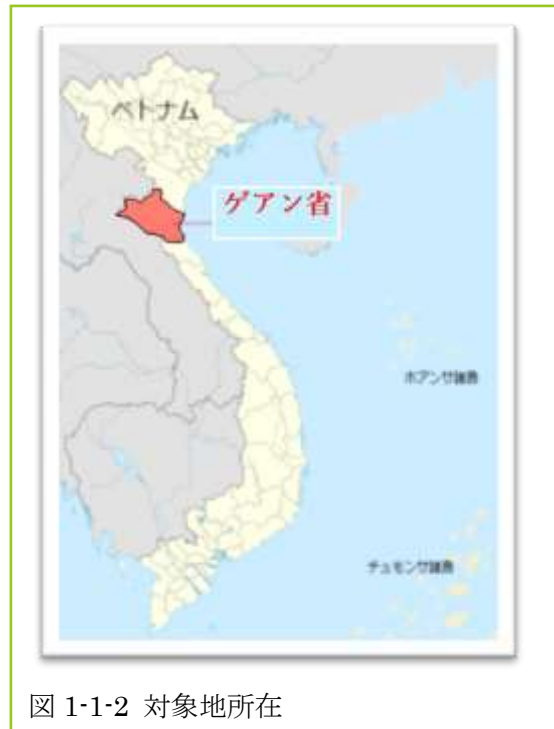 ベトナム
ゲアン省
ホアンサ諸島
チュオンサ諸島
図 1-1-2 対象地所在